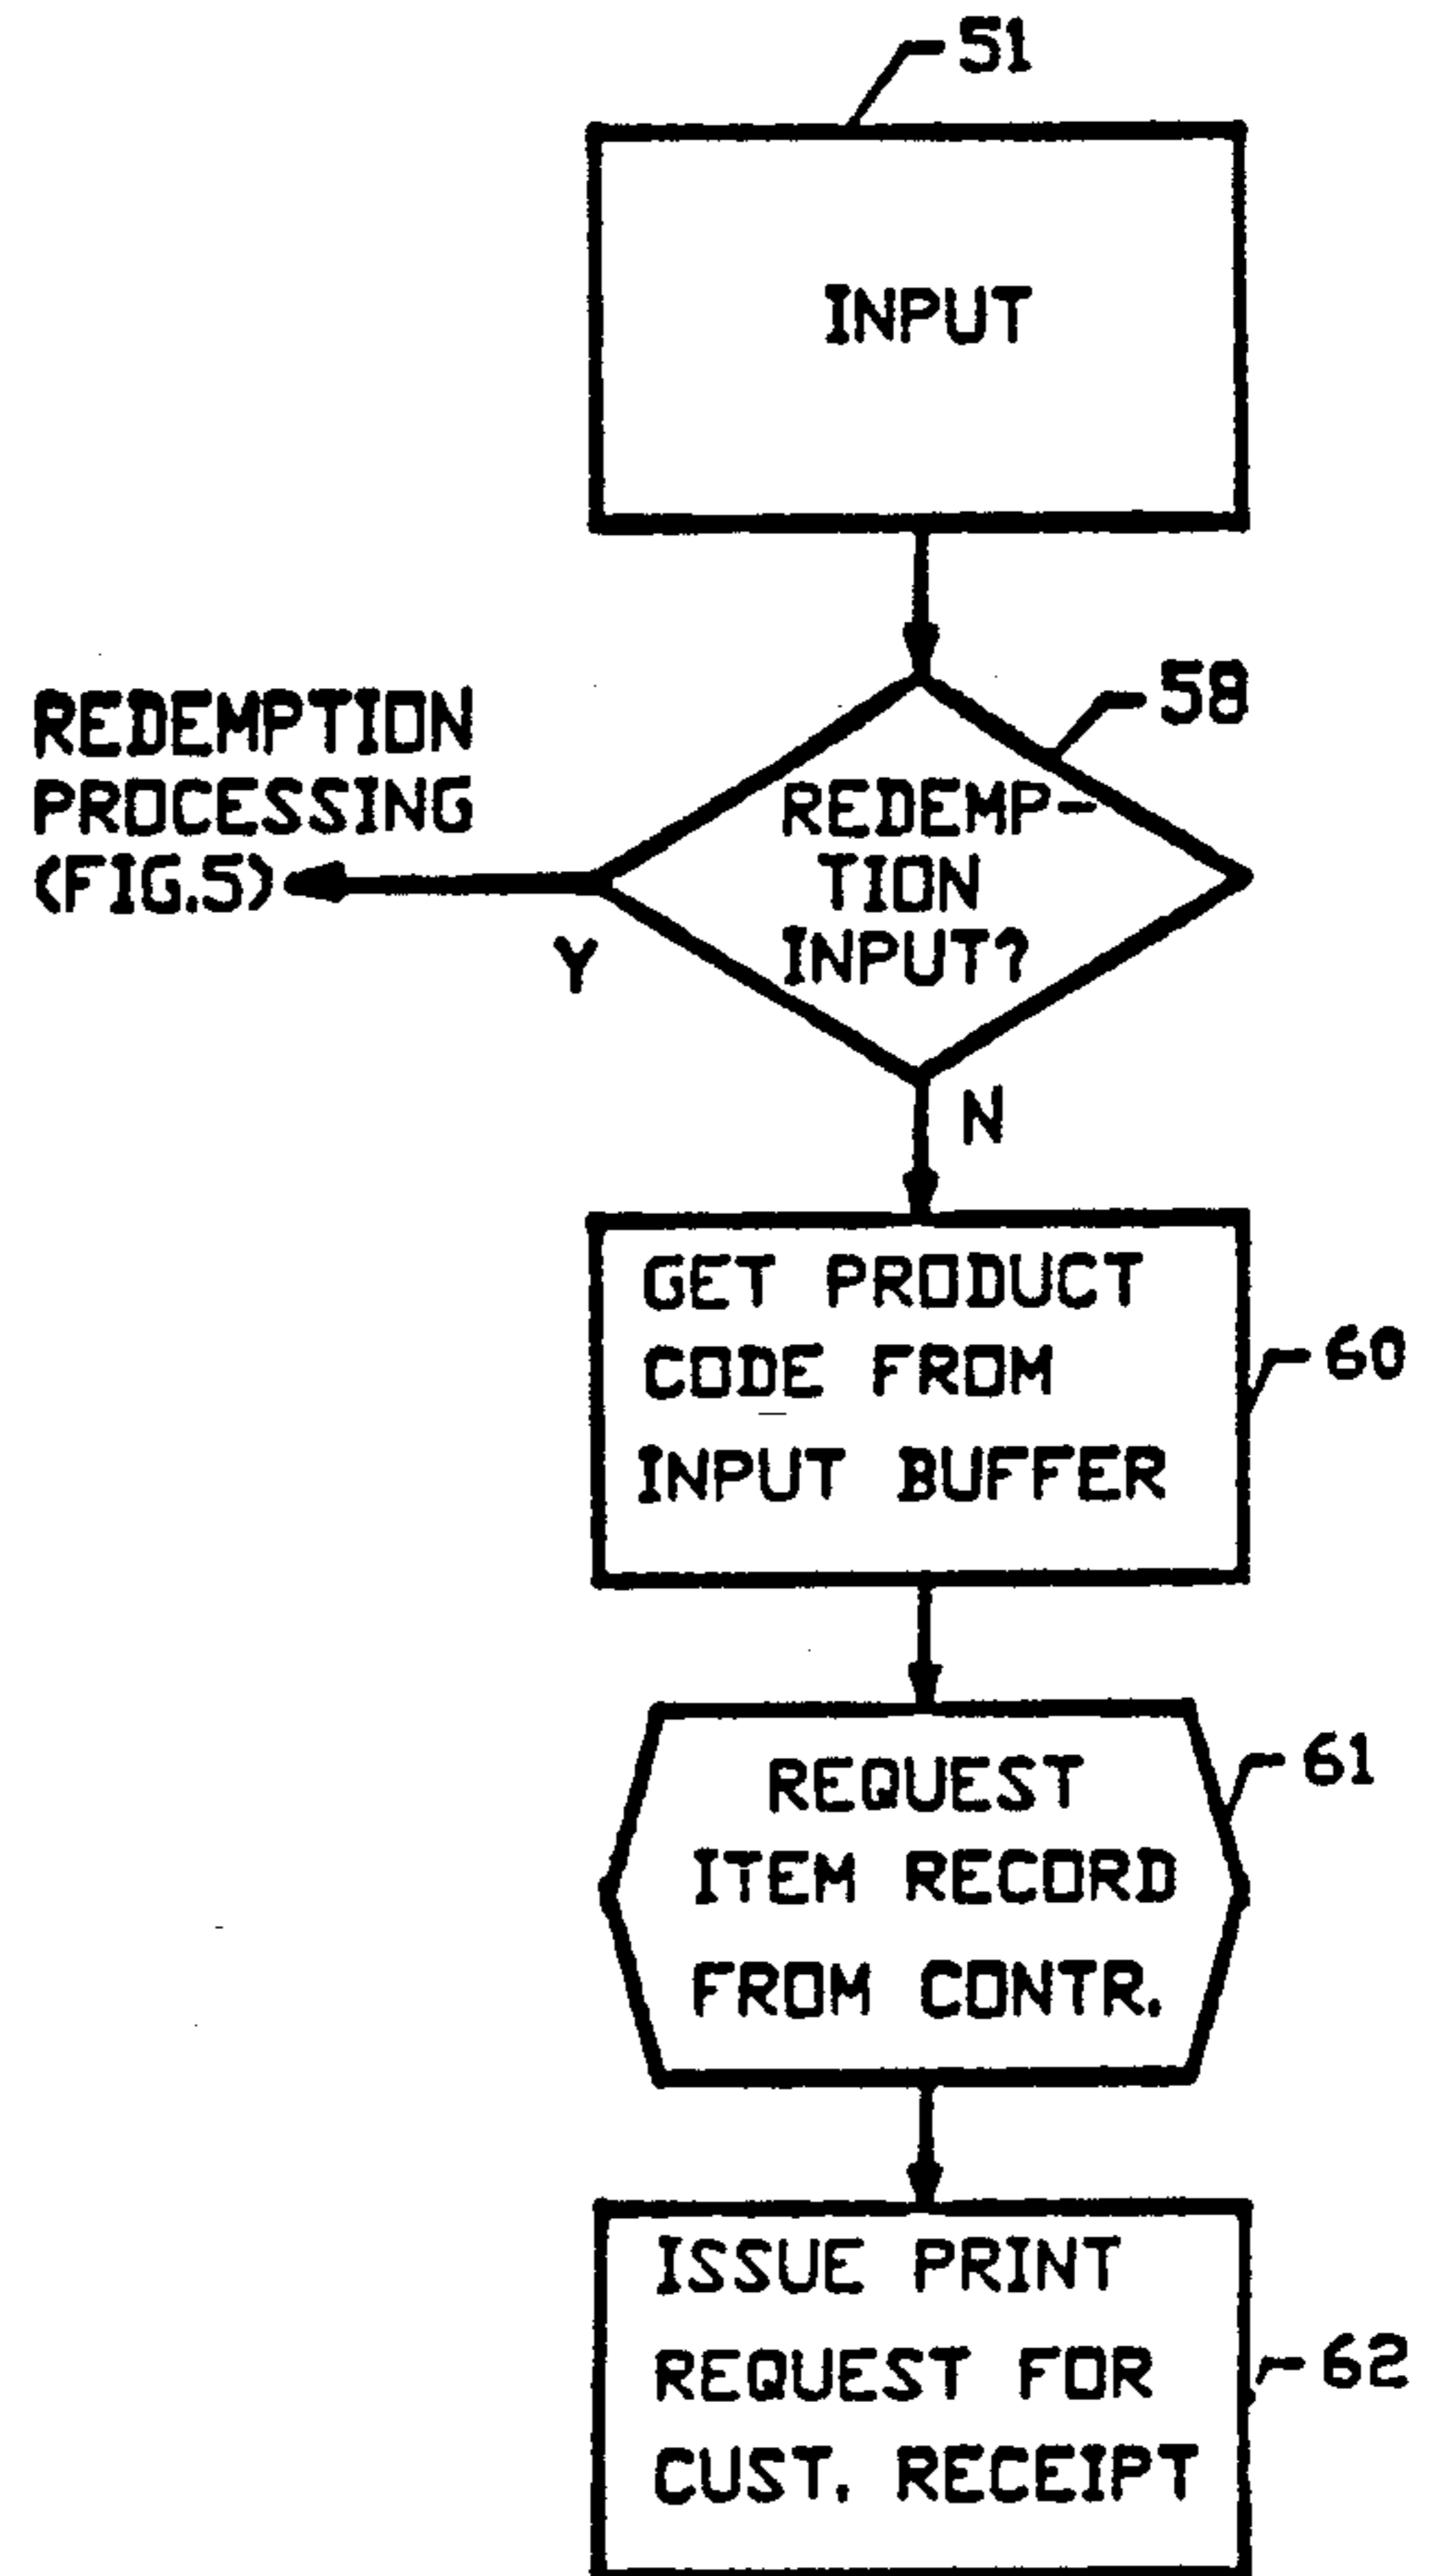 51
INPUT
58
REDEMPTION
PROCESSING
(FIG.5)
REDEMP-
TION
INPUT?
Y
N
GET PRODUCT
CODE FROM
INPUT BUFFER
60
REQUEST
ITEM RECORD
FROM CONTR.
61
ISSUE PRINT
REQUEST FOR
CUST. RECEIPT
62